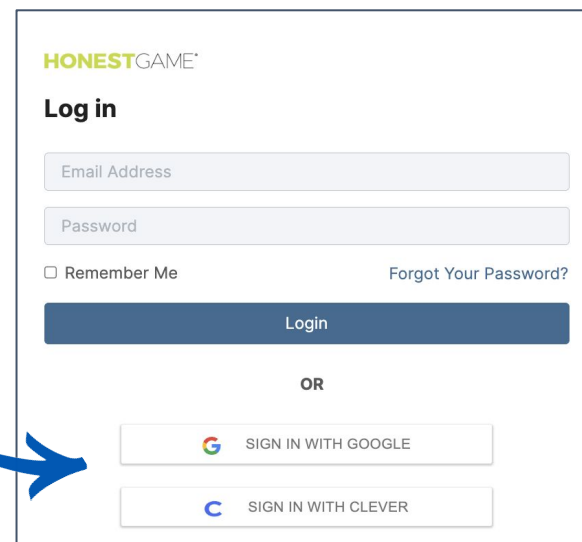 HONESTGAME
Log in
Email Address
Password
Remember Me Forgot Your Password?
Login
OR
SIGN IN WITH GOOGLE
SIGN IN WITH CLEVER